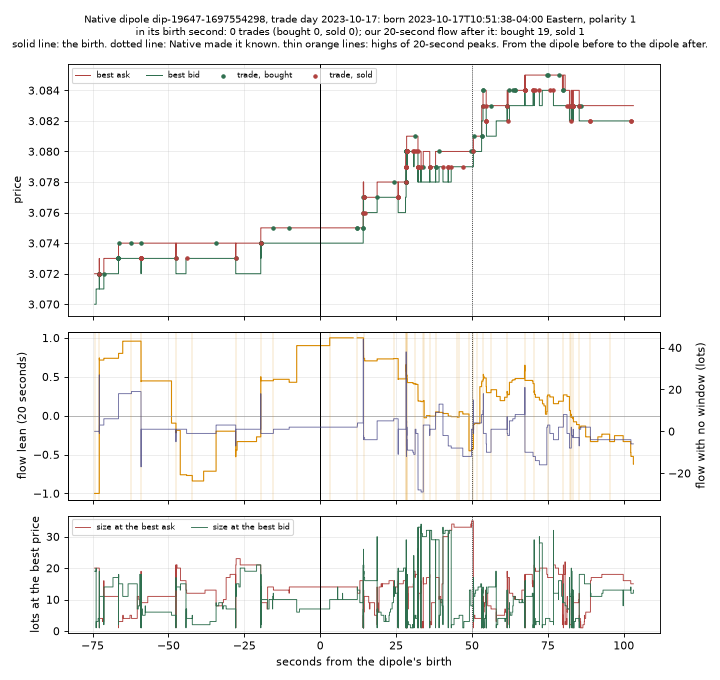 Native dipole dip-19647-1697554298, trade day 2023-10-17: born 2023-10-17T10:51:38-04:00 Eastern, polarity 1
in its birth second: 0 trades (bought 0, sold 0); our 20-second flow after it: bought 19, sold 1
solid line: the birth. dotted line: Native made it known. thin orange lines: highs of 20-second peaks. From the dipole before to the dipole after.
best ask
best bid
trade, bought
trade, sold
3.084
3.082
3.080
3.078
3.076
3.074
3.072
3.070
price
1.0
0.5
0.0
−0.5
−1.0
flow lean (20 seconds)
40
20
0
−20
flow with no window (lots)
size at the best ask
size at the best bid
30
20
10
0
lots at the best price
−75
−50
−25
0
25
50
75
100
seconds from the dipole's birth